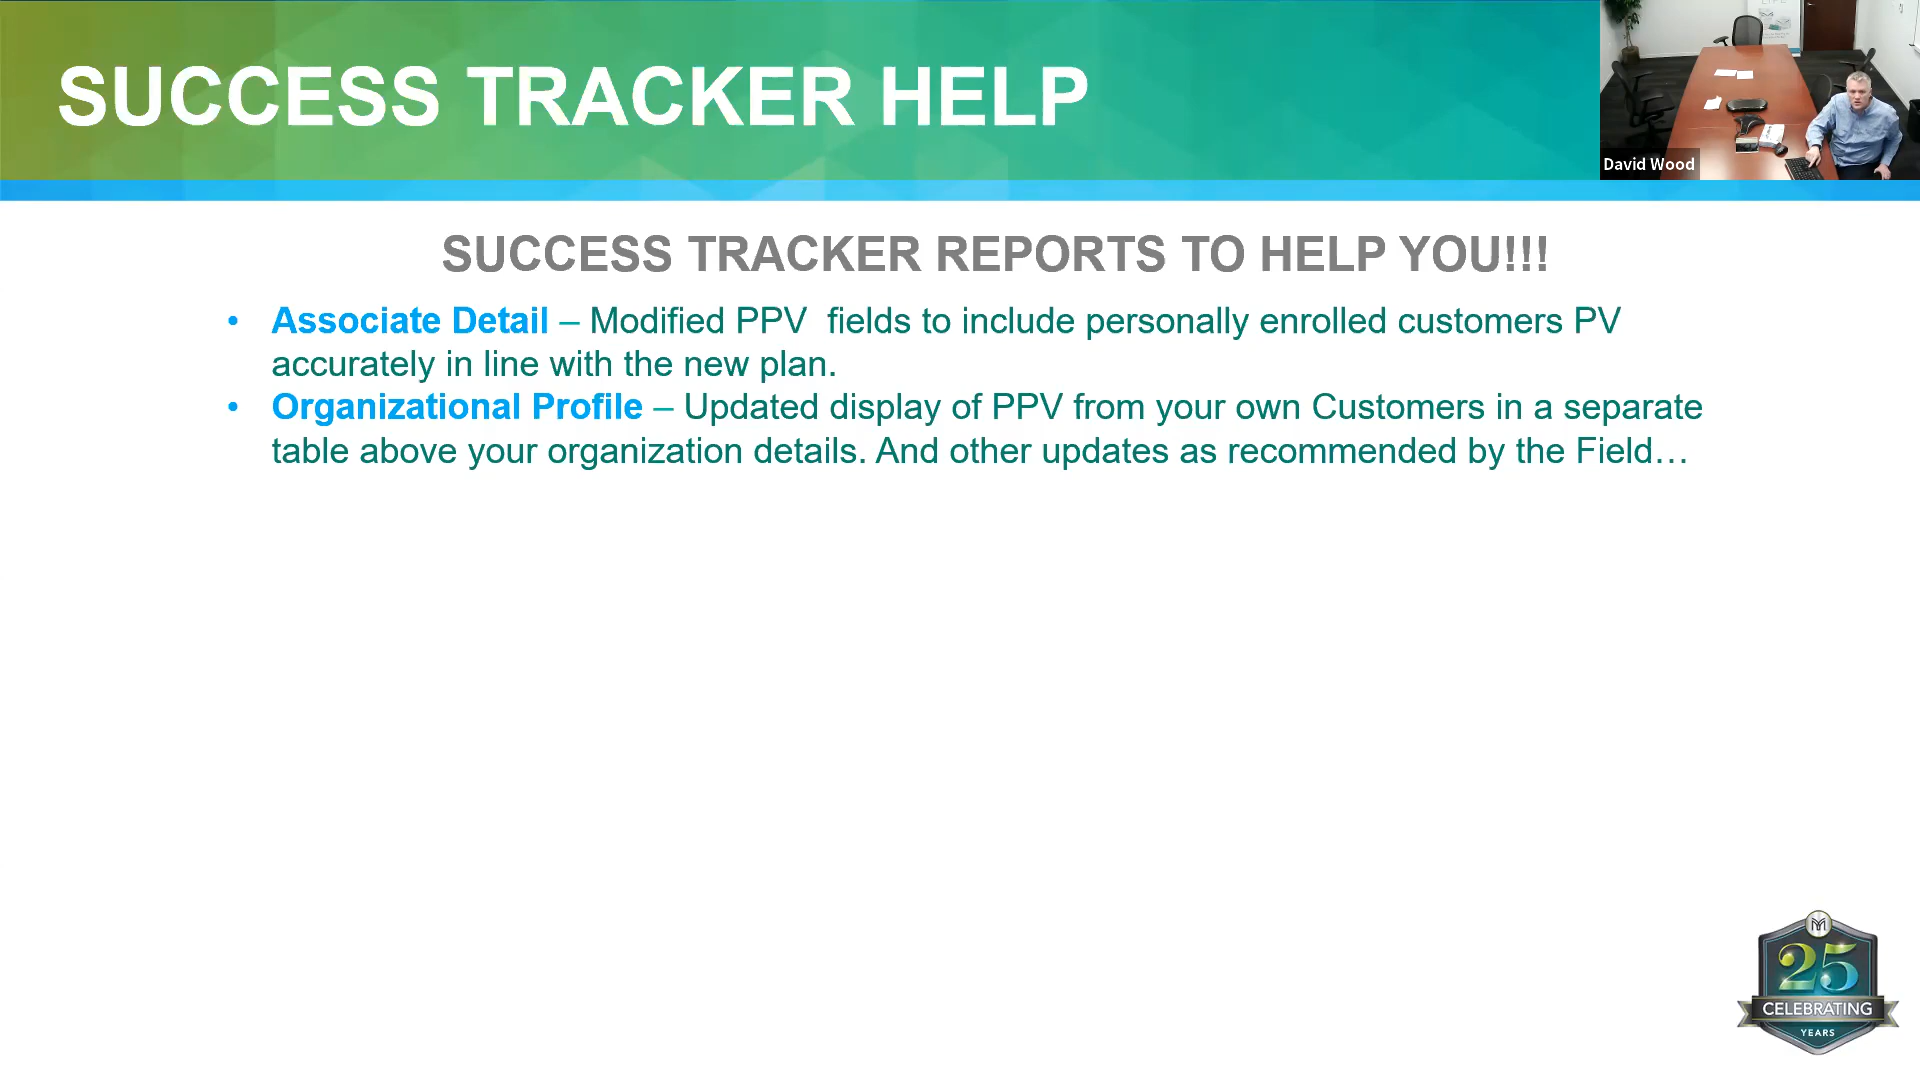 SUCCESS TRACKER HELP
David Wood
SUCCESS TRACKER REPORTS TO HELP YOU!!!
• Associate Detail – Modified PPV  fields to include personally enrolled customers PV
accurately in line with the new plan.
• Organizational Profile – Updated display of PPV from your own Customers in a separate
table above your organization details. And other updates as recommended by the Field…
25
CELEBRATING
YEARS